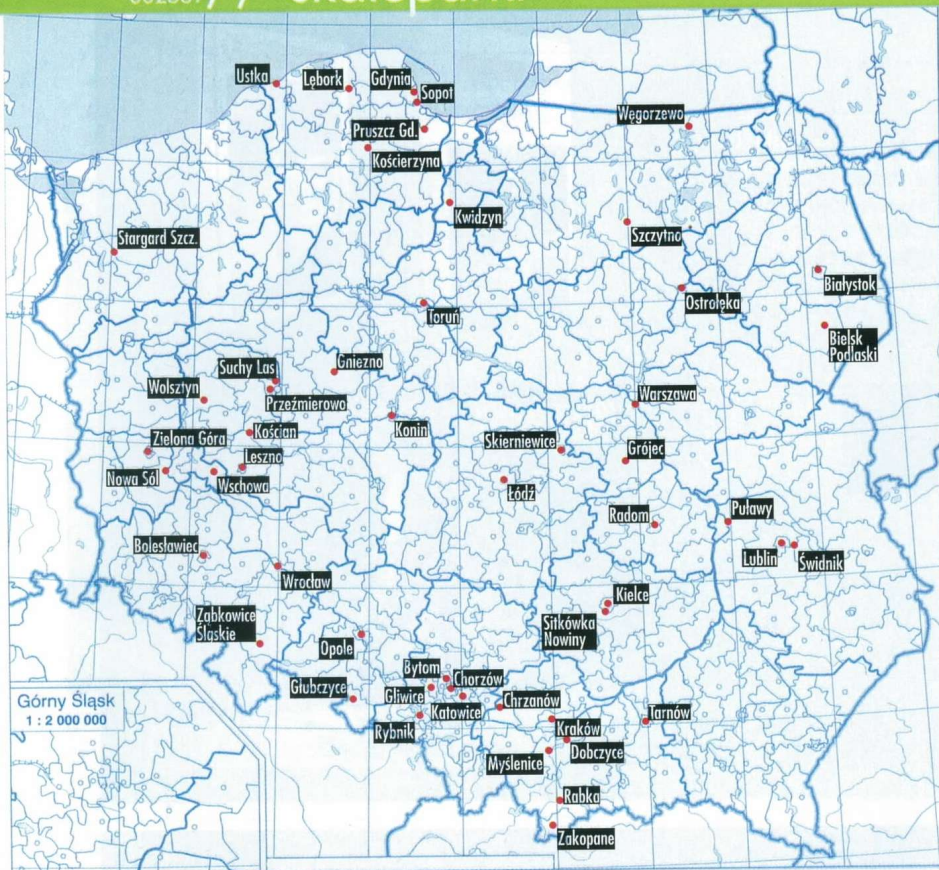 Ustka
Lębork
Gdynia
Sopot
Węgorzewo
Pruszcz Gd.
Kościerzyna
Kwidzyn
Szczytno
Stargard Szcz.
Białystok
Ostrołęka
Toruń
Bielsk
Podlaski
Gniezno
Suchy Las
Wolsztyn
Przeźmierowo
Warszawa
Konin
Kościan
Zielona Góra
Skierniewice
Grójec
Leszno
Nowa Sól
Wschowa
Łódź
Puławy
Radom
Bolesławiec
Lublin
Świdnik
Wrocław
Kielce
Ząbkowice
Śląskie
Sitkówka
Nowiny
Opole
Bytom
Chorzów
Głubczyce
Gliwice
Katowice
Chrzanów
Tarnów
Rybnik
Kraków
Dobczyce
Myślenice
Rabka
Zakopane
Górny Śląsk
1 : 2 000 000